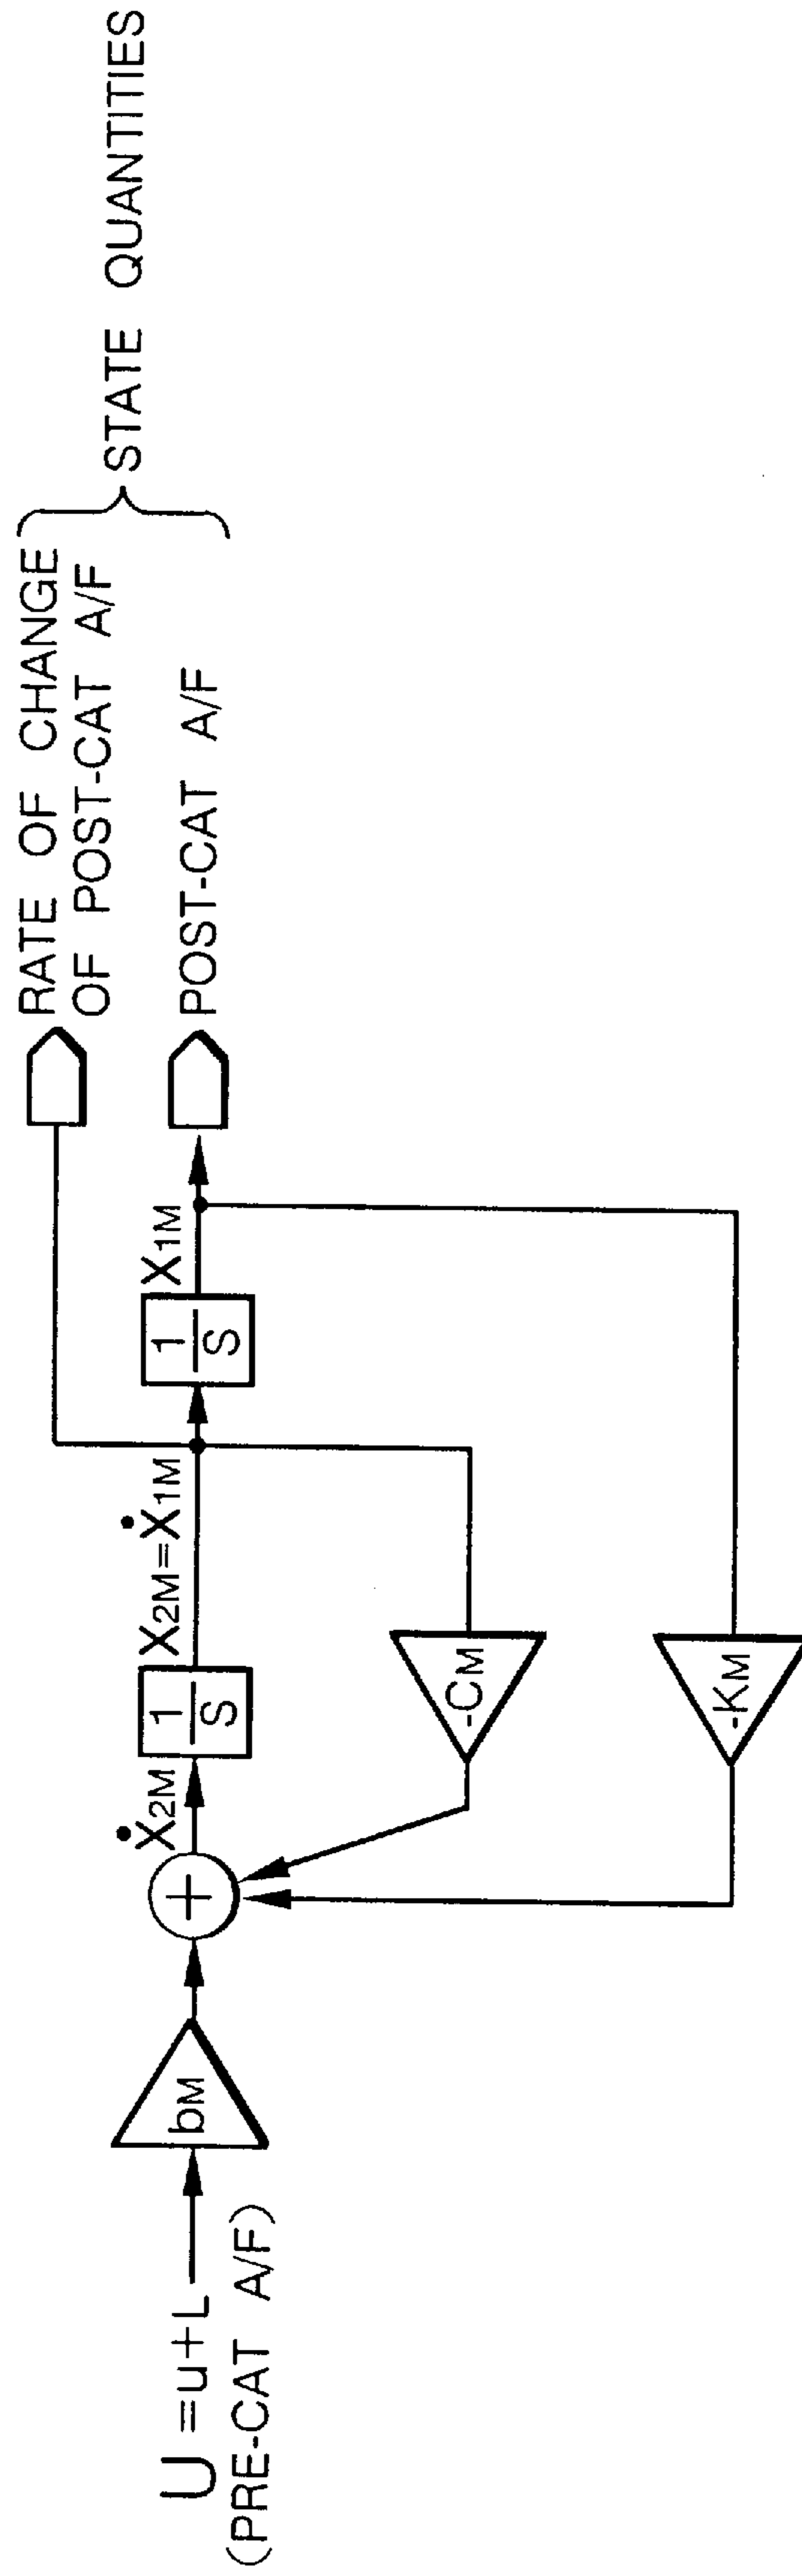 U=u+L
(PRE-CAT A/F)
bM
+
Ẋ2M
1
S
X2M=Ẋ1M
1
S
X1M
-CM
-KM
RATE OF CHANGE
OF POST-CAT A/F
POST-CAT A/F
STATE QUANTITIES